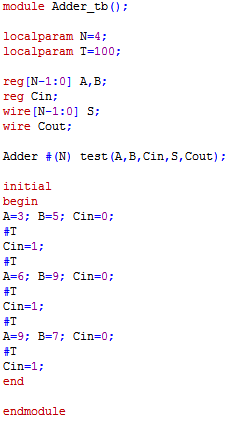 module Adder_tb();
localparam N=4;
localparam T=100;
reg[N-1:0] A,B;
reg Cin;
wire[N-1:0] S;
wire Cout;
Adder #(N) test(A,B,Cin,S,Cout);
initial
begin
A=3; B=5; Cin=0;
#T
Cin=1;
#T
A=6; B=9; Cin=0;
#T
Cin=1;
#T
A=9; B=7; Cin=0;
#T
Cin=1;
end
endmodule